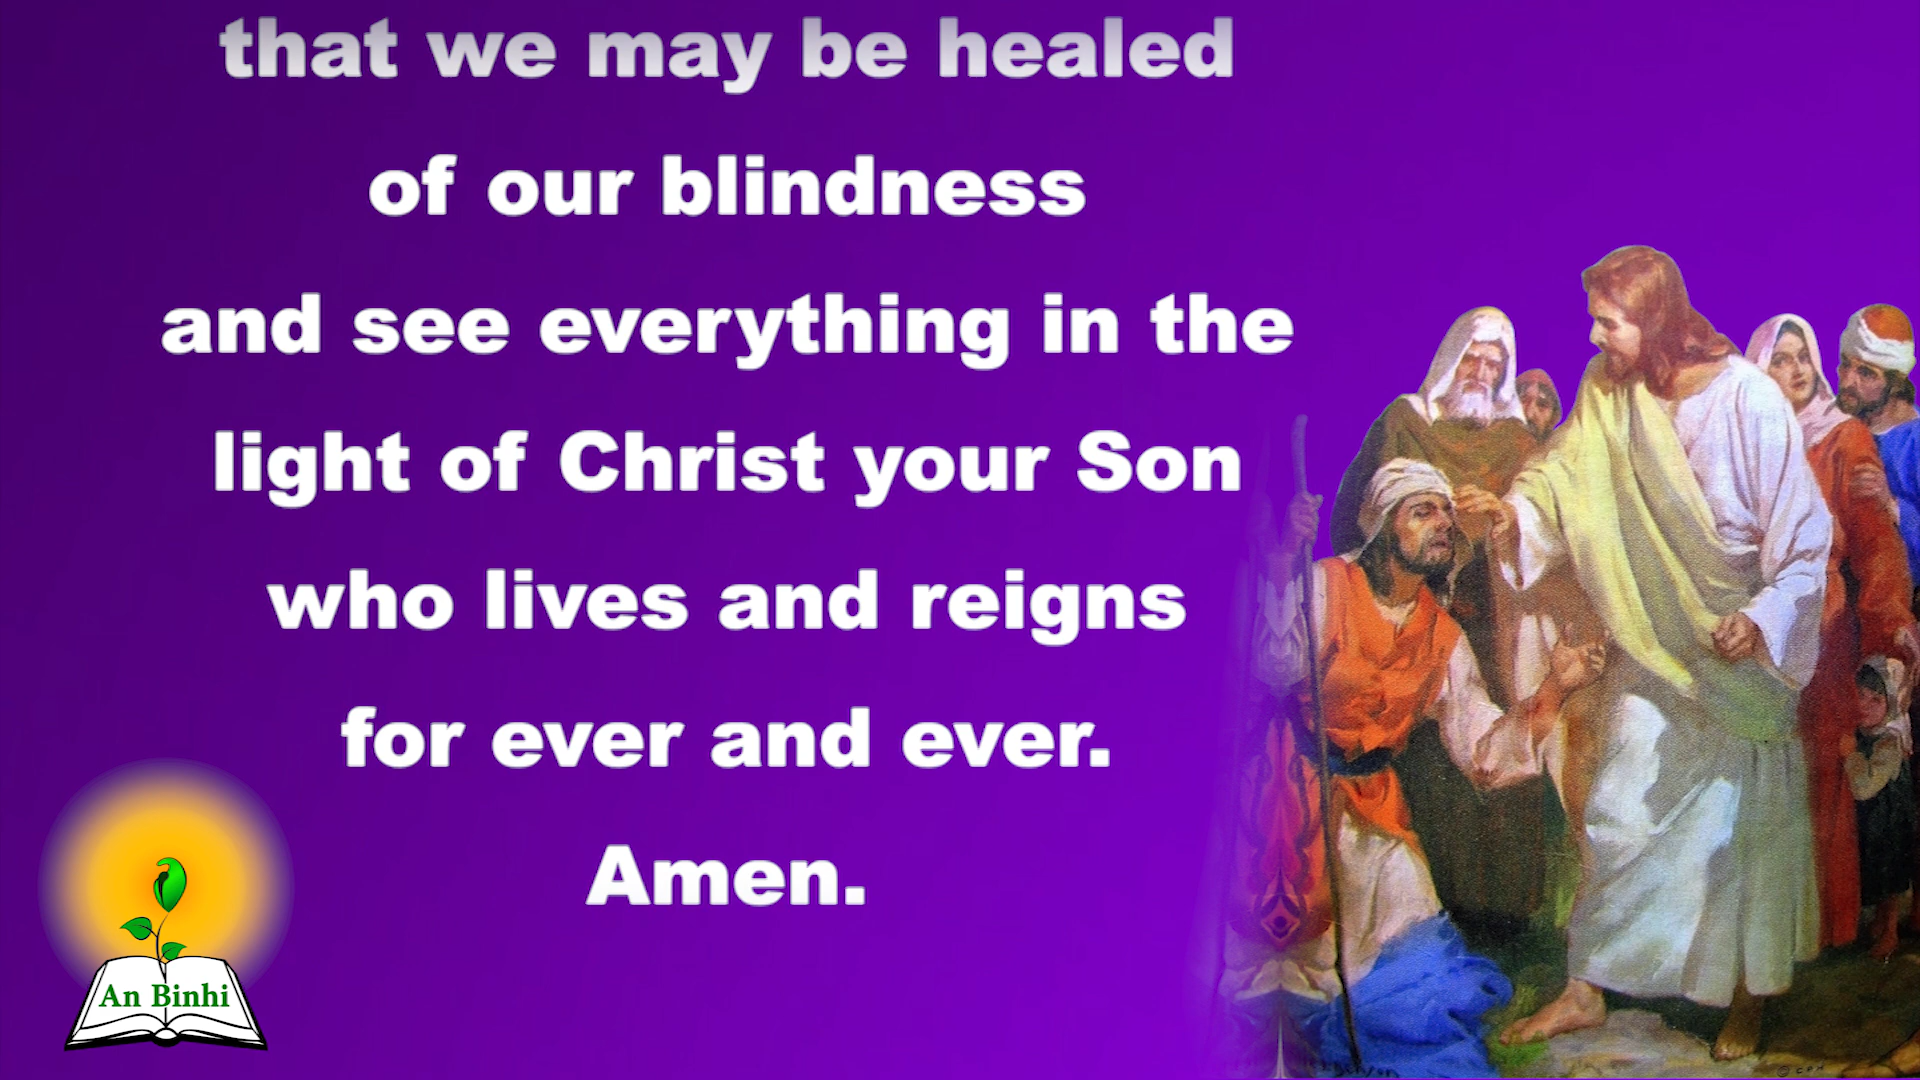 that we may be healed
of our blindness
and see everything in the
light of Christ your Son
who lives and reigns
for ever and ever.
Amen.
An Binhi